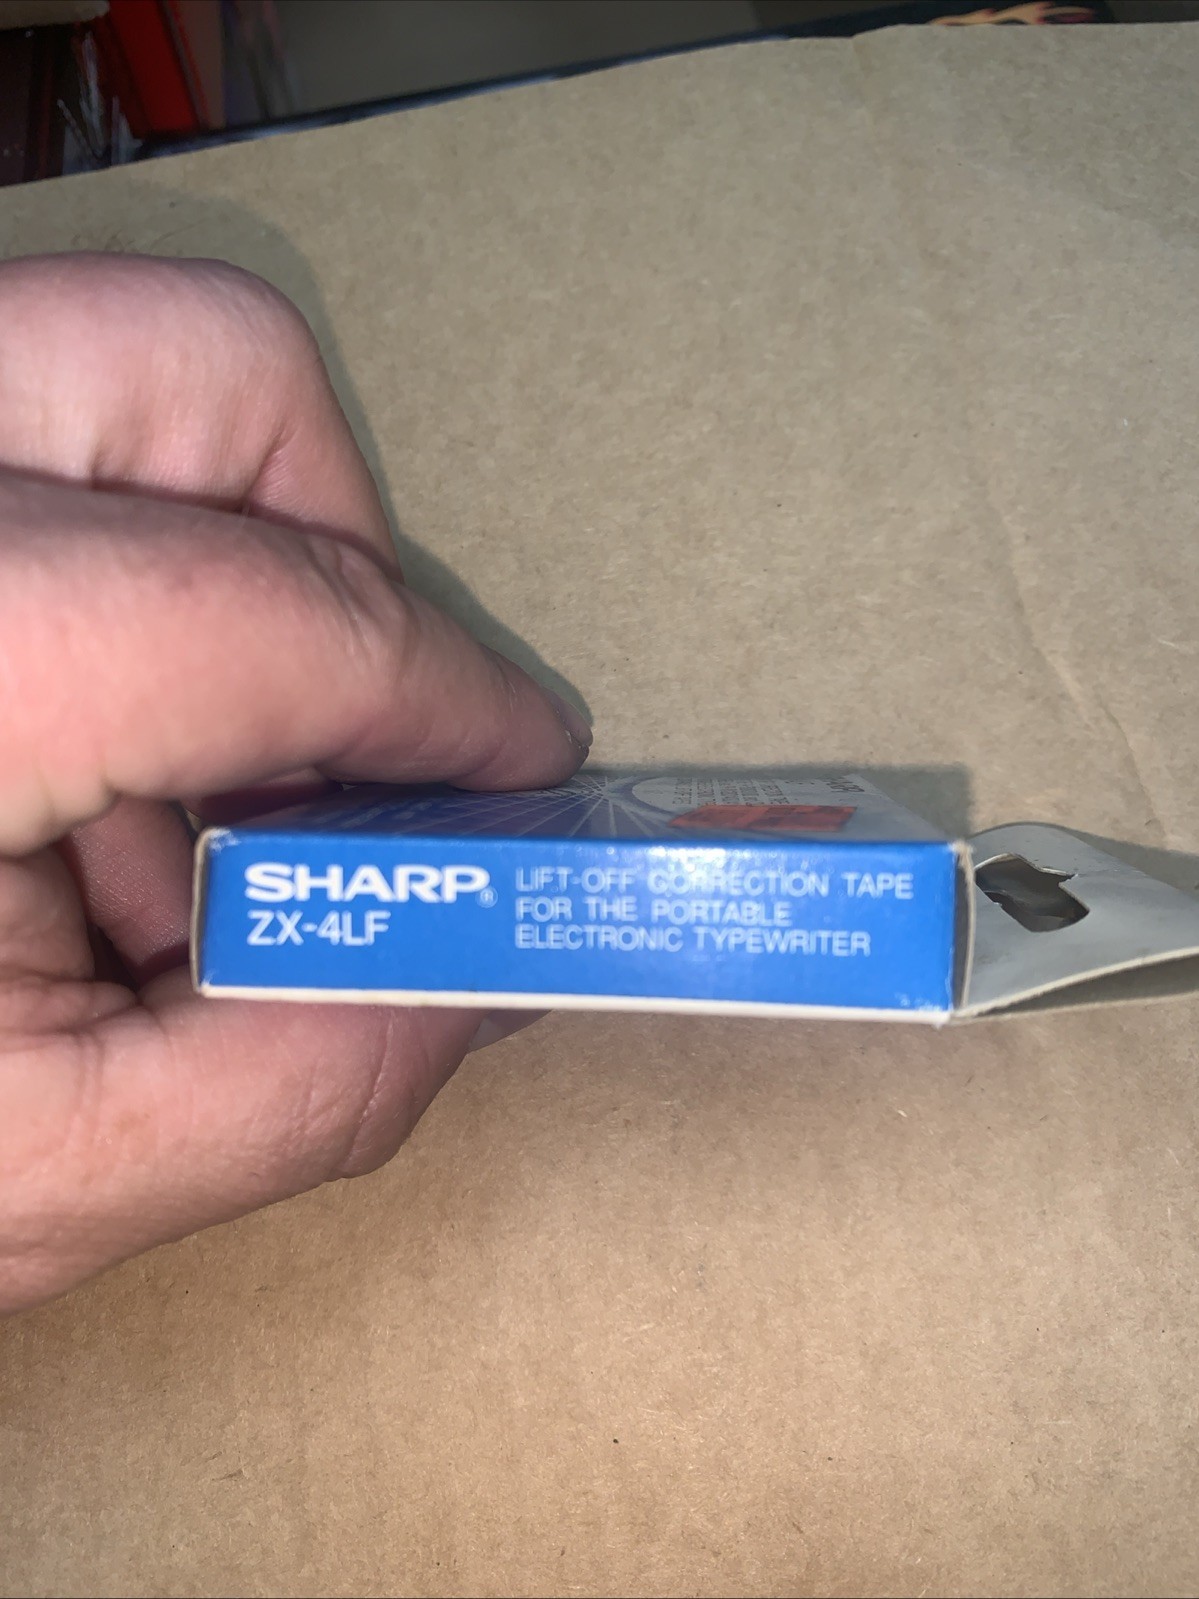 SHARP®
ZX-4LF
LIFT-OFF CORRECTION TAPE
FOR THE PORTABLE
ELECTRONIC TYPEWRITER